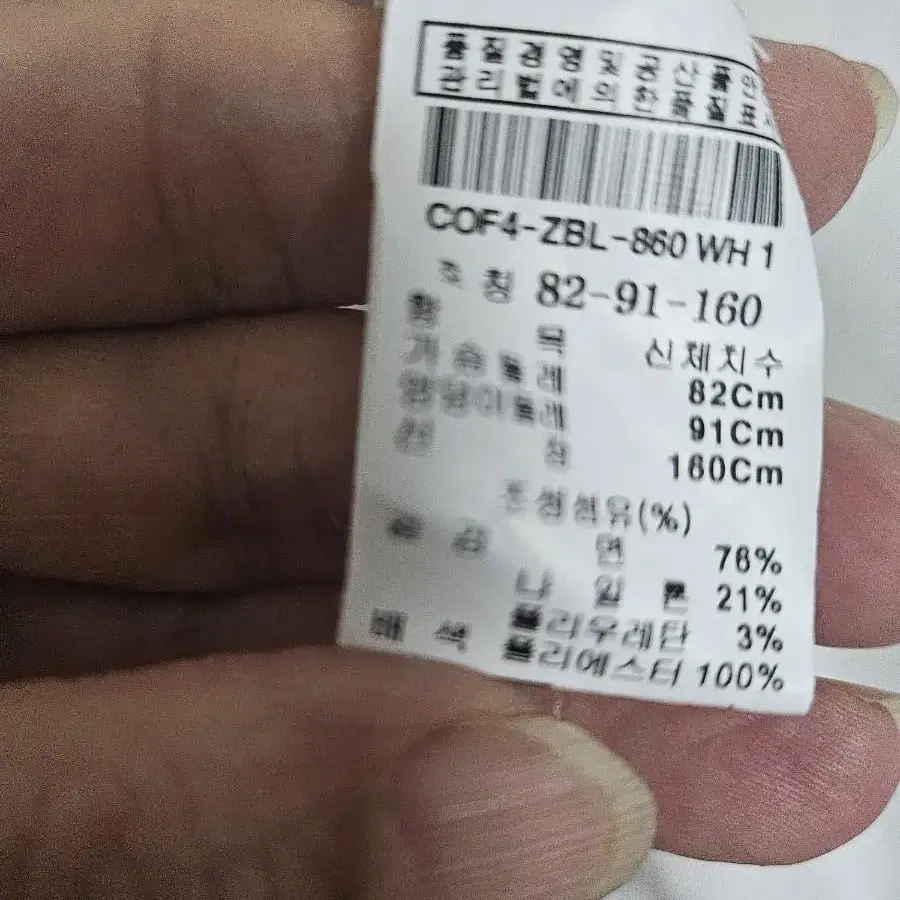 품질경영및공산품안
관리법에의한품질표
COF4-ZBL-860 WH 1
호칭 82-91-160
항목 신체치수
가슴둘레 82Cm
엉덩이둘레 91Cm
신장 160Cm
조성섬유(%)
겉감 면 76%
나일론 21%
폴리우레탄 3%
배색 폴리에스터 100%